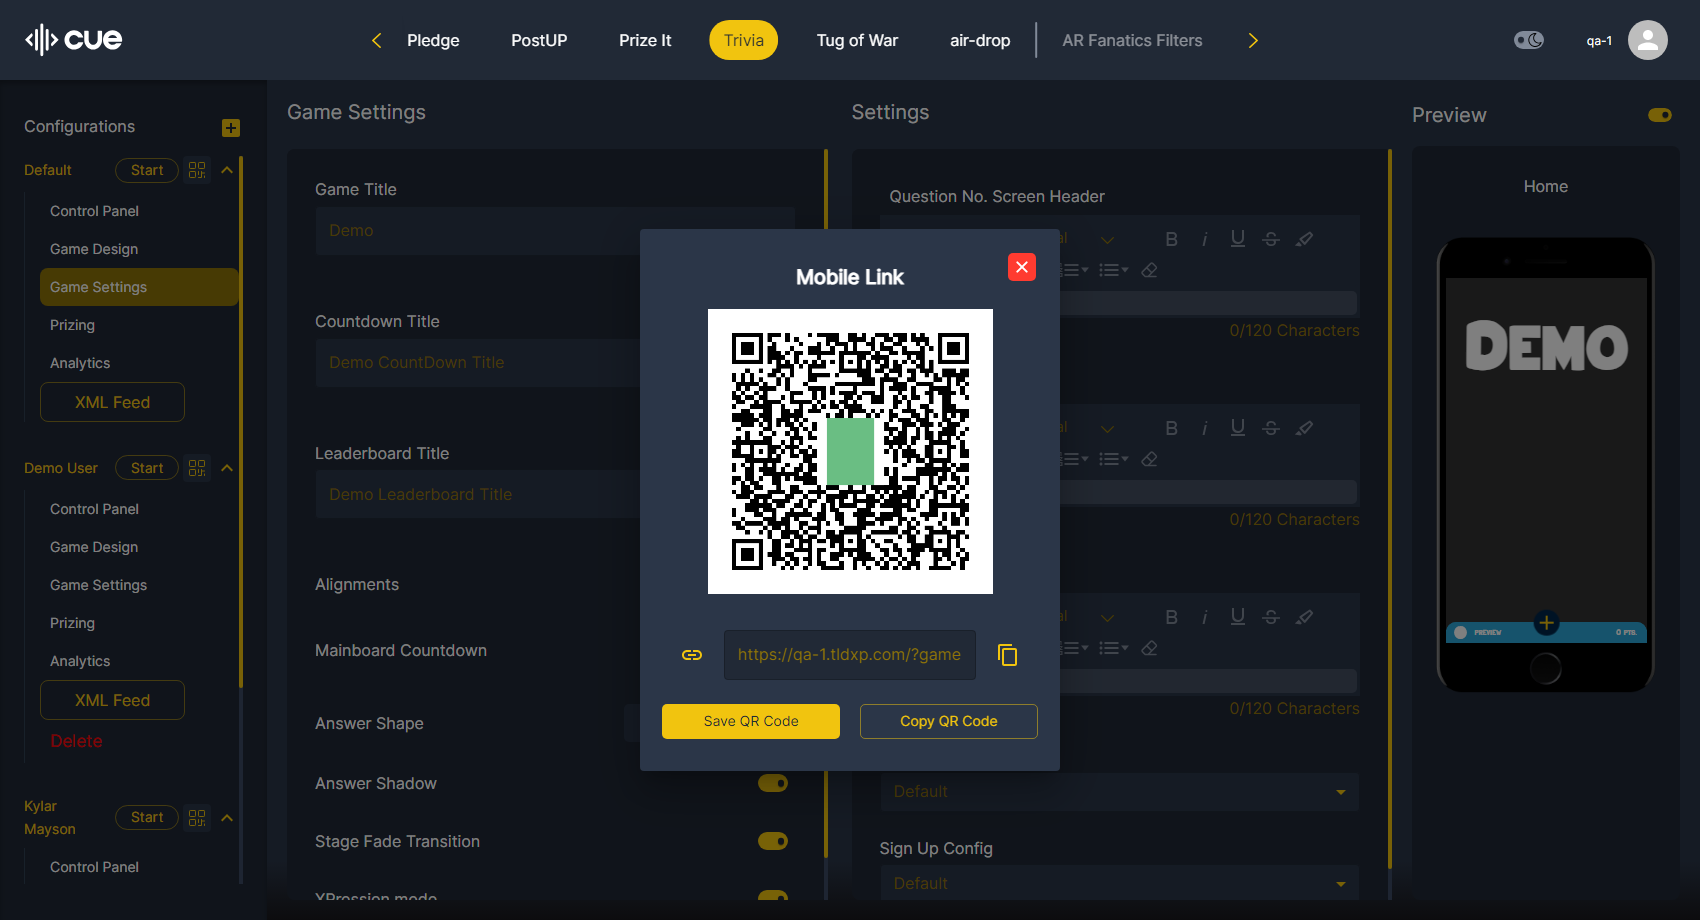 cue
Pledge
PostUP
Prize It
Trivia
Tug of War
air-drop
AR Fanatics Filters
qa-1
Configurations
Default
Start
Control Panel
Game Design
Game Settings
Prizing
Analytics
XML Feed
Demo User
Start
Control Panel
Game Design
Game Settings
Prizing
Analytics
XML Feed
Delete
Kylar
Mayson
Start
Control Panel
Game Settings
Game Title
Demo
Countdown Title
Demo CountDown Title
Leaderboard Title
Demo Leaderboard Title
Alignments
Mainboard Countdown
Answer Shape
Answer Shadow
Stage Fade Transition
XPression mode
Mobile Link
https://qa-1.tldxp.com/?game
Save QR Code
Copy QR Code
Settings
Question No. Screen Header
B i U S
0/120 Characters
B i U S
0/120 Characters
B i U S
0/120 Characters
Default
Sign Up Config
Default
Preview
Home
DEMO
PREVIEW
0 PTS.